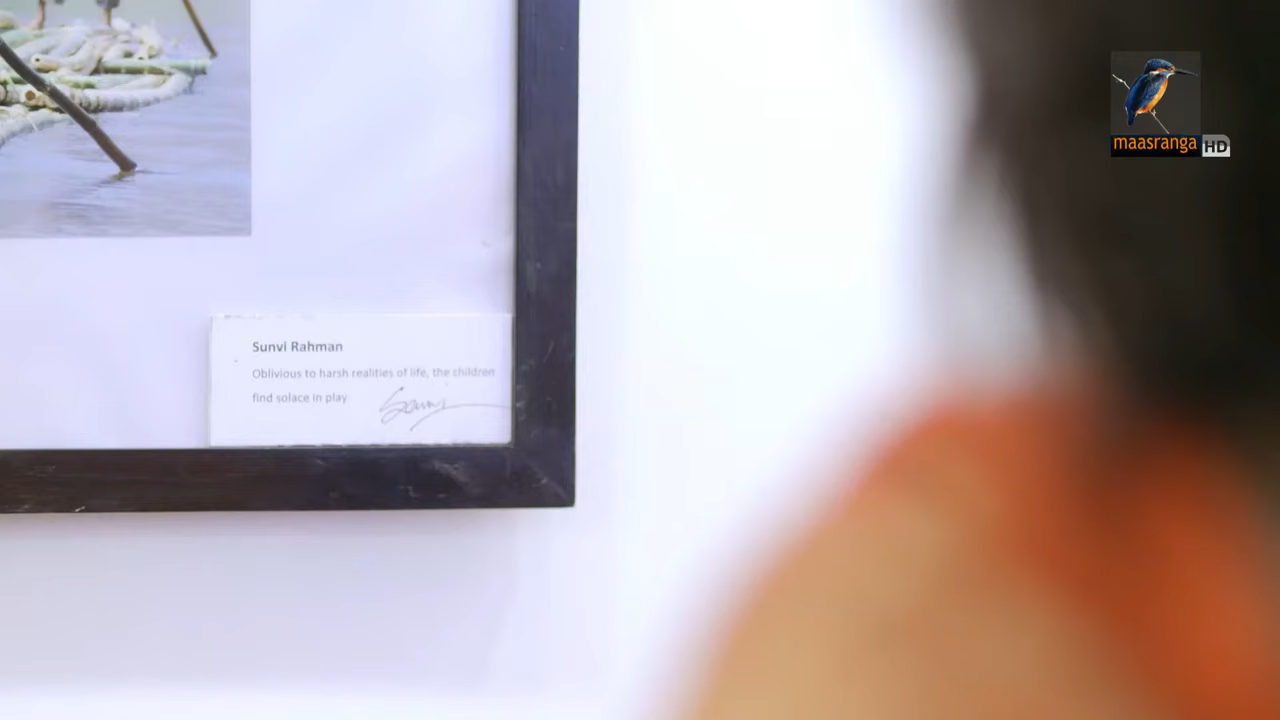 maasranga HD
Sunvi Rahman
Oblivious to harsh realities of life, the children
find solace in play